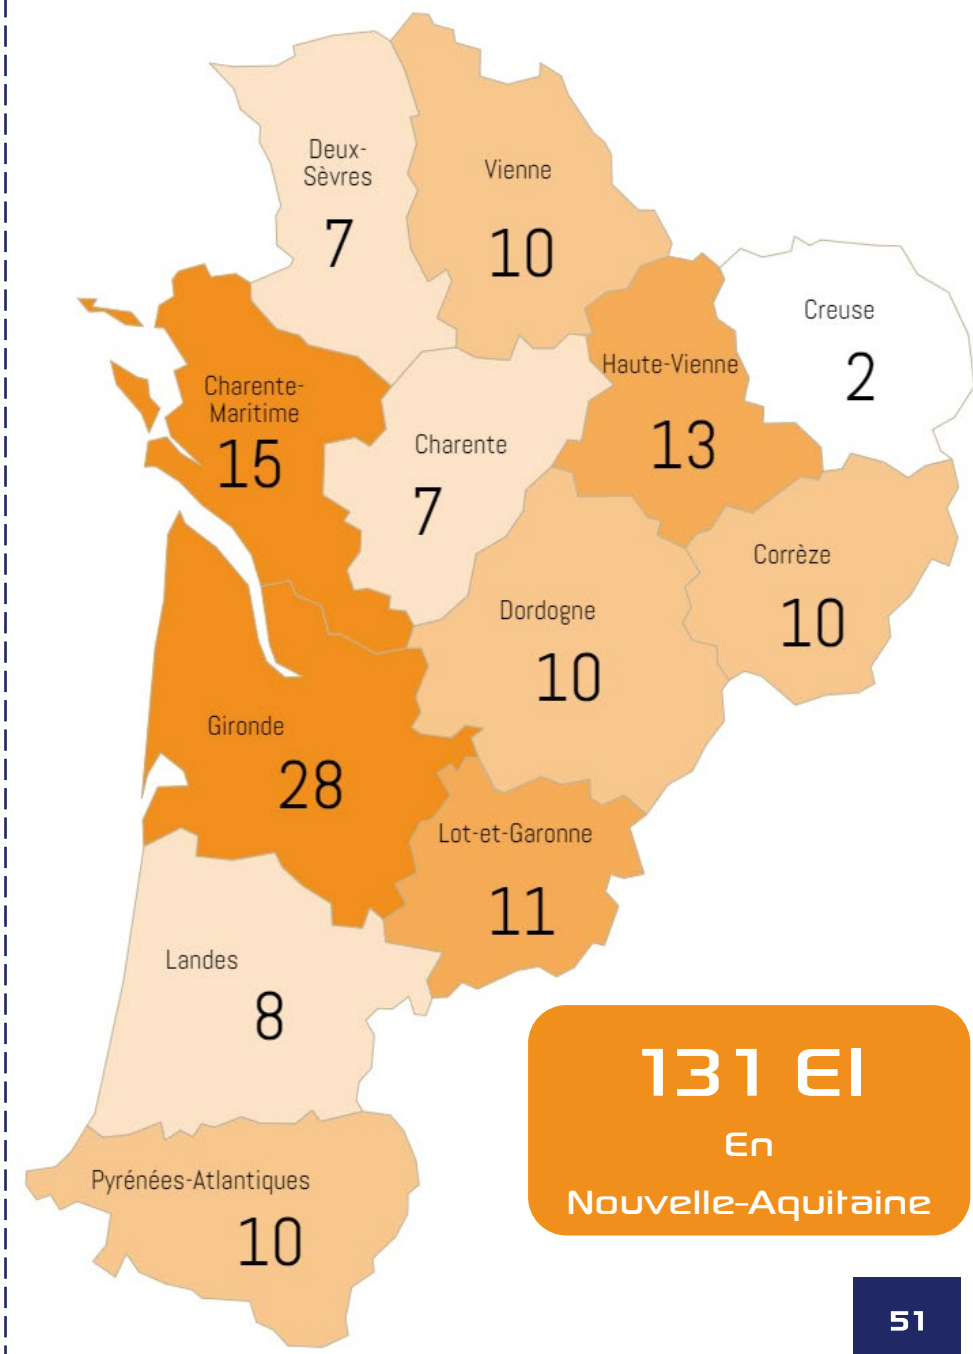 Deux-
Sèvres
7
Vienne
10
Creuse
2
Haute-Vienne
13
Charente-
Maritime
15
Charente
7
Corrèze
10
Dordogne
10
Gironde
28
Lot-et-Garonne
11
Landes
8
131 EI
En
Nouvelle-Aquitaine
Pyrénées-Atlantiques
10
51